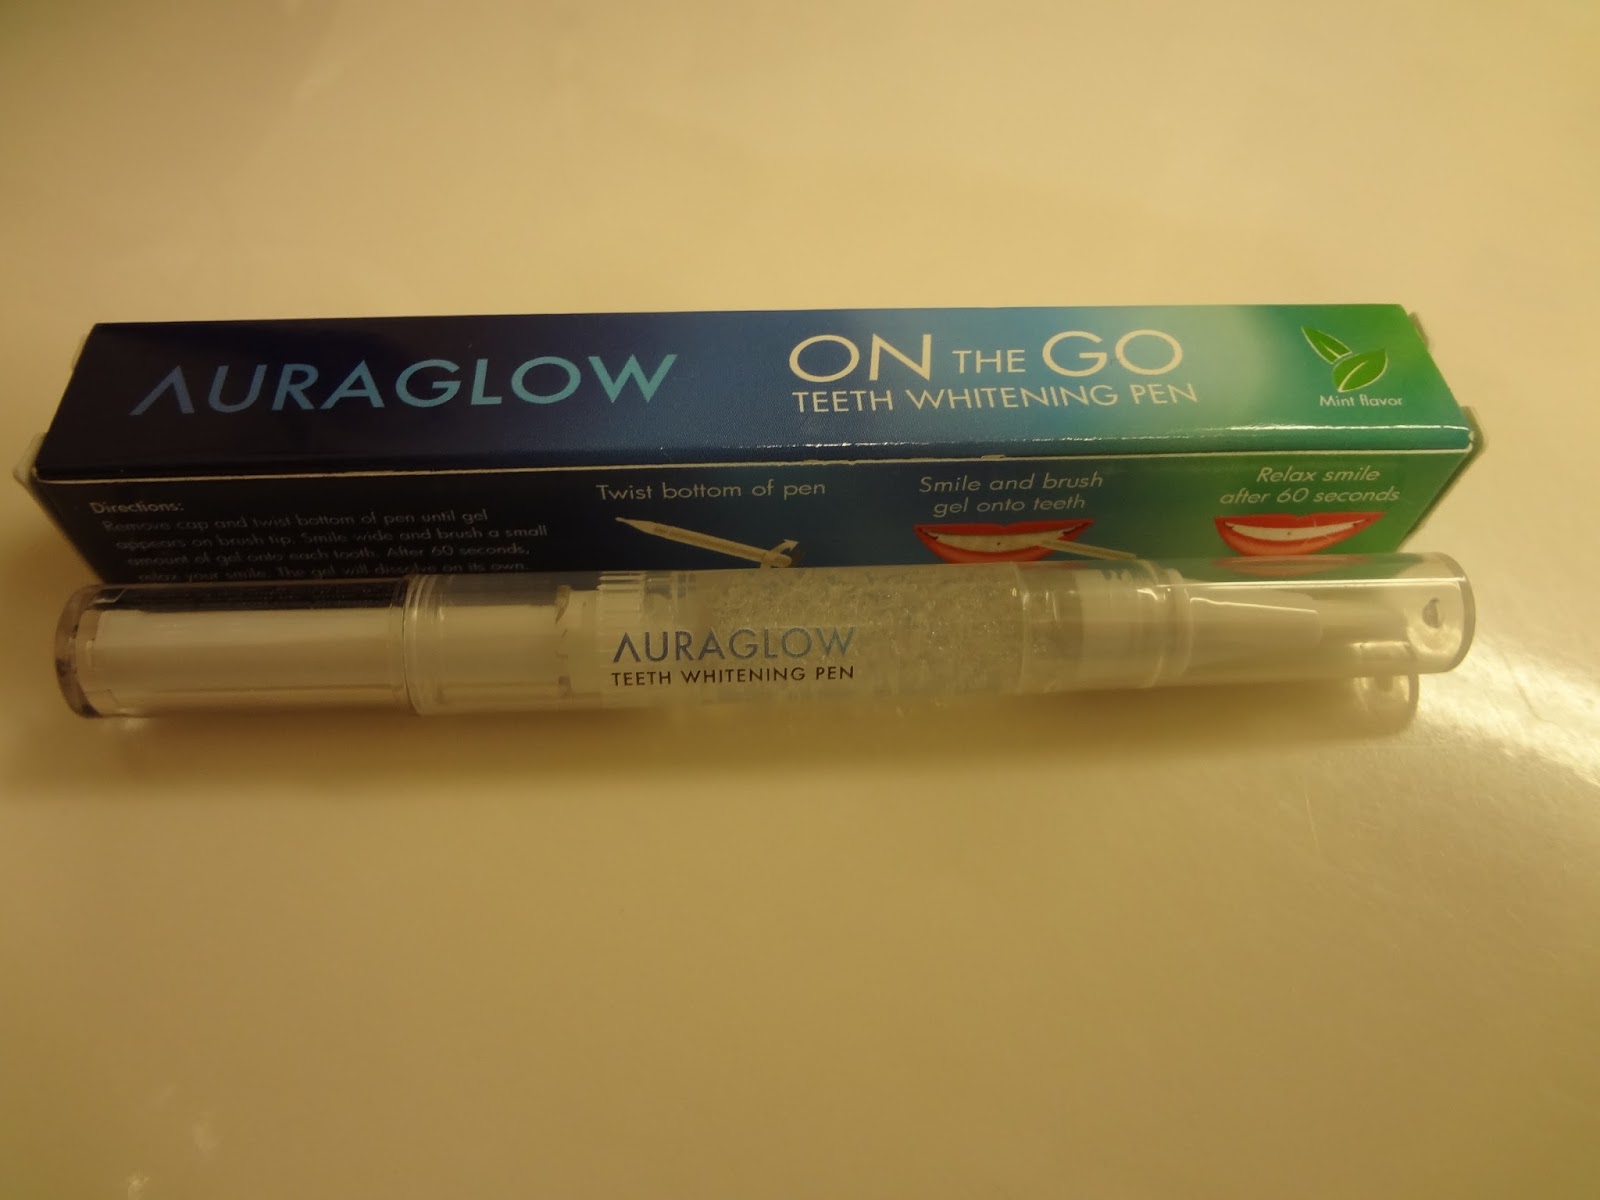 AURAGLOW
ON THE GO
TEETH WHITENING PEN
Mint flavor
Directions:
Remove cap and twist bottom of pen until gel
appears on brush tip. Smile wide and brush a small
amount of gel onto each tooth. After 60 seconds,
relax your smile. The gel will dissolve on its own.
Twist bottom of pen
Smile and brush
gel onto teeth
Relax smile
after 60 seconds
AURAGLOW
TEETH WHITENING PEN